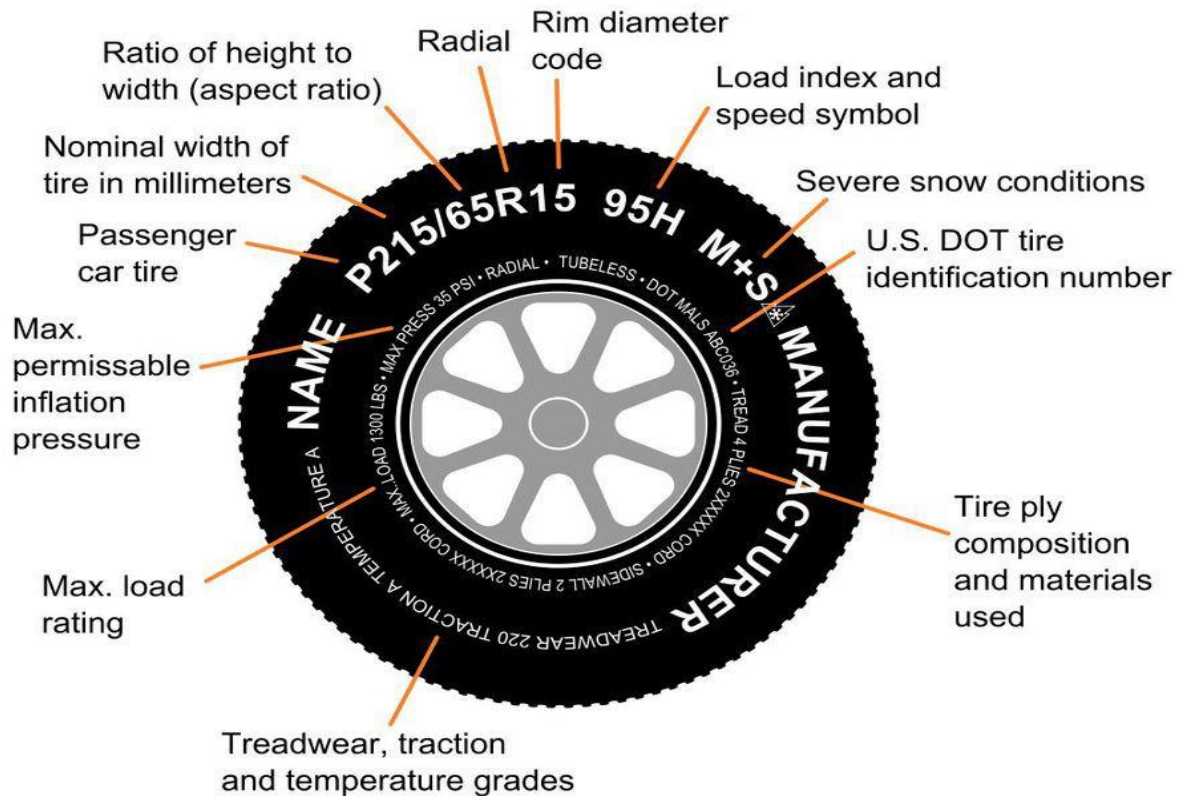 Ratio of height to
width (aspect ratio)
Radial
Rim diameter
code
Load index and
speed symbol
Nominal width of
tire in millimeters
Severe snow conditions
Passenger
car tire
U.S. DOT tire
identification number
Max.
permissable
inflation
pressure
Tire ply
composition
and materials
used
Max. load
rating
Treadwear, traction
and temperature grades
NAME P215/65R15 95H M+S MANUFACTURER
TREADWEAR 220 TRACTION A TEMPERATURE A
MAX. LOAD 1300 LBS • MAX PRESS 35 PSI • RADIAL • TUBELESS • DOT MALS ABC036 • TREAD 4 PLIES 2XXXXX CORD • SIDEWALL 2 PLIES 2XXXXX CORD •